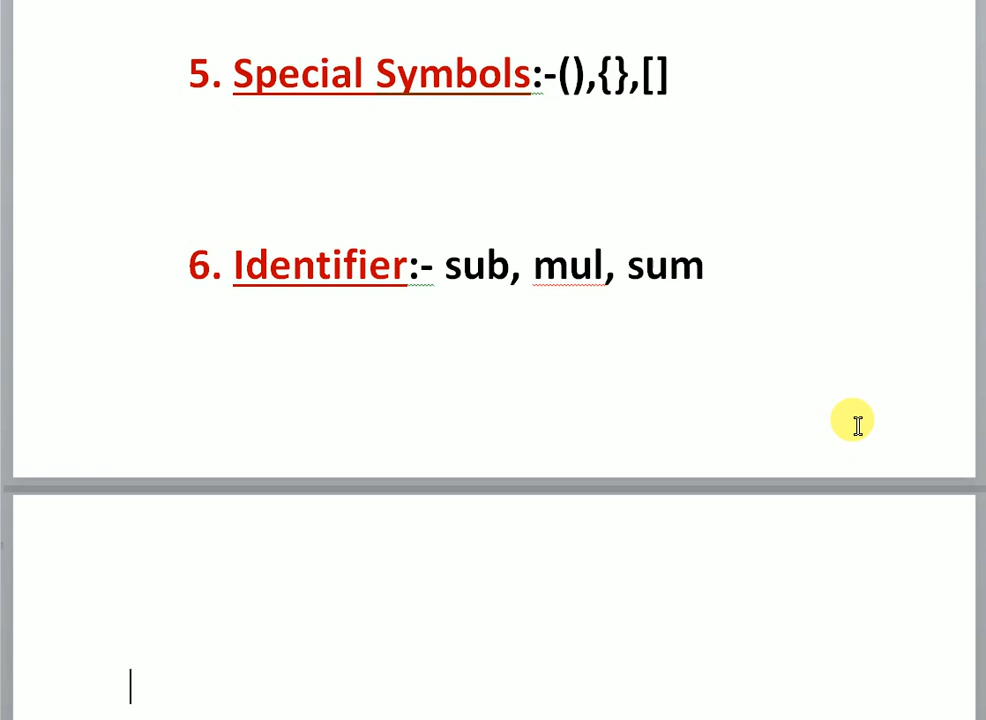 5. Special Symbols:-(),{},[]
6. Identifier:- sub, mul, sum